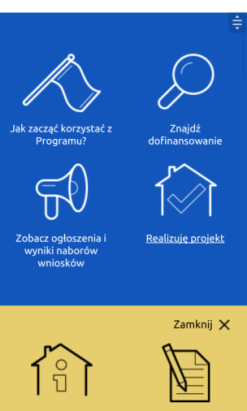 Jak zacząć korzystać z
Programu?
Znajdź
dofinansowanie
Zobacz ogłoszenia i
wyniki naborów
wniosków
Realizuję projekt
Zamknij